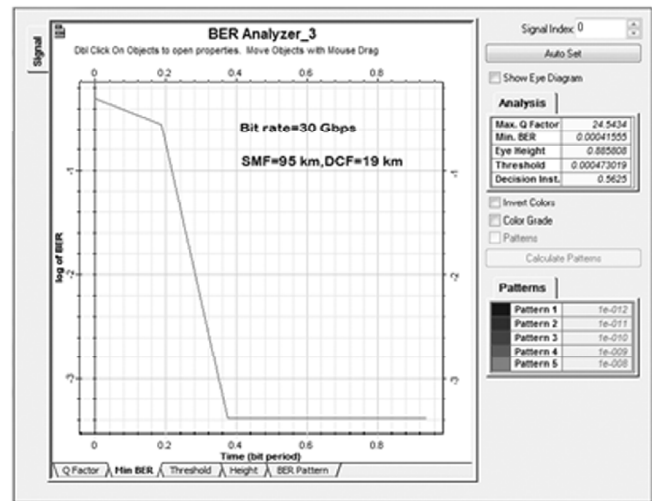 Signal
BER Analyzer_3
Dbl Click On Objects to open properties. Move Objects with Mouse Drag
0 0.2 0.4 0.6 0.8
Bit rate=30 Gbps
SMF=95 km,DCF=19 km
log of BER
-1
-2
-3
-1
-2
-3
0 0.2 0.4 0.6 0.8
Time (bit period)
Q Factor Min BER Threshold Height BER Pattern
Signal Index: 0
Auto Set
Show Eye Diagram
Analysis
Max. Q Factor 24.5434
Min. BER 0.00041555
Eye Height 0.885808
Threshold 0.000473019
Decision Inst. 0.5625
Invert Colors
Color Grade
Patterns
Calculate Patterns
Patterns
Pattern 1 1e-012
Pattern 2 1e-011
Pattern 3 1e-010
Pattern 4 1e-009
Pattern 5 1e-008